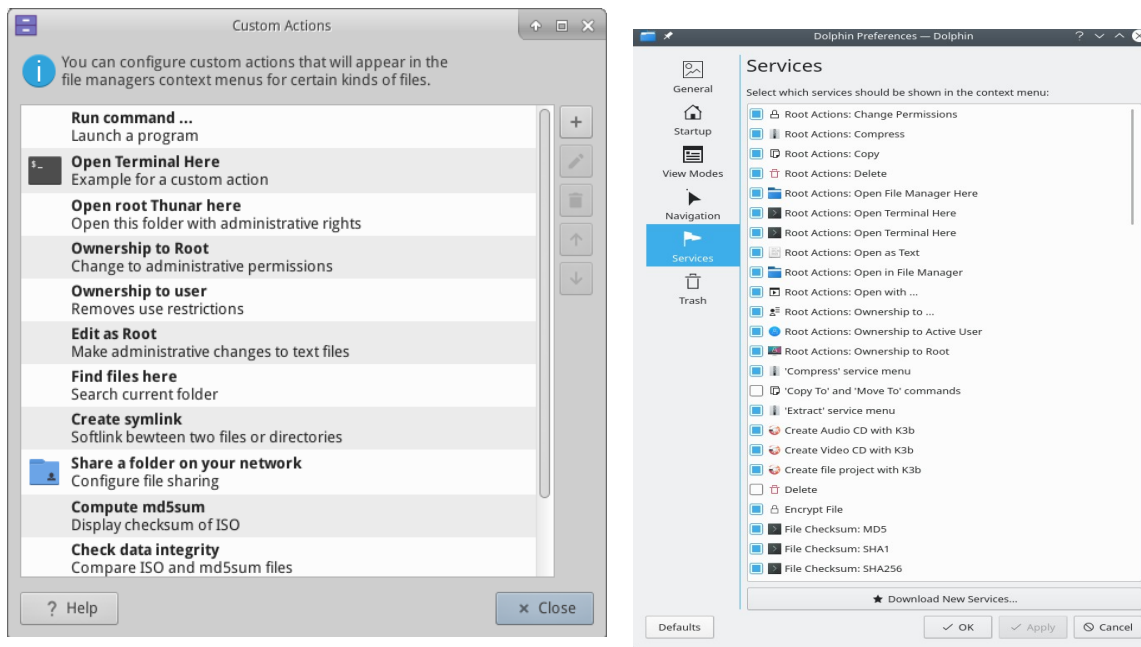 Custom Actions
You can configure custom actions that will appear in the
file managers context menus for certain kinds of files.
Run command ...
Launch a program
Open Terminal Here
Example for a custom action
Open root Thunar here
Open this folder with administrative rights
Ownership to Root
Change to administrative permissions
Ownership to user
Removes use restrictions
Edit as Root
Make administrative changes to text files
Find files here
Search current folder
Create symlink
Softlink bewteen two files or directories
Share a folder on your network
Configure file sharing
Compute md5sum
Display checksum of ISO
Check data integrity
Compare ISO and md5sum files
? Help
× Close
Dolphin Preferences — Dolphin
General
Startup
View Modes
Navigation
Services
Trash
Services
Select which services should be shown in the context menu:
Root Actions: Change Permissions
Root Actions: Compress
Root Actions: Copy
Root Actions: Delete
Root Actions: Open File Manager Here
Root Actions: Open Terminal Here
Root Actions: Open Terminal Here
Root Actions: Open as Text
Root Actions: Open in File Manager
Root Actions: Open with ...
Root Actions: Ownership to ...
Root Actions: Ownership to Active User
Root Actions: Ownership to Root
'Compress' service menu
'Copy To' and 'Move To' commands
'Extract' service menu
Create Audio CD with K3b
Create Video CD with K3b
Create file project with K3b
Delete
Encrypt File
File Checksum: MD5
File Checksum: SHA1
File Checksum: SHA256
Download New Services...
Defaults
OK
Apply
Cancel